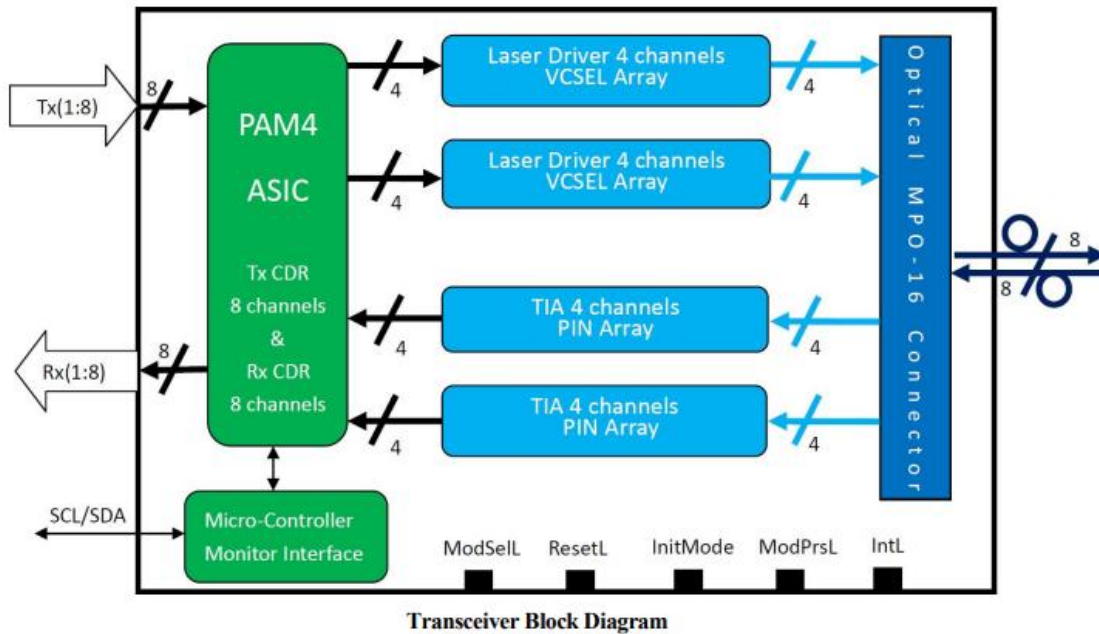 Tx(1:8)
8
PAM4
ASIC
Tx CDR
8 channels
&
Rx CDR
8 channels
4
Laser Driver 4 channels
VCSEL Array
4
4
Laser Driver 4 channels
VCSEL Array
4
4
TIA 4 channels
PIN Array
4
4
TIA 4 channels
PIN Array
4
Optical MPO-16 Connector
8
8
Rx(1:8)
8
SCL/SDA
Micro-Controller
Monitor Interface
ModSelL
ResetL
InitMode
ModPrsL
IntL
Transceiver Block Diagram